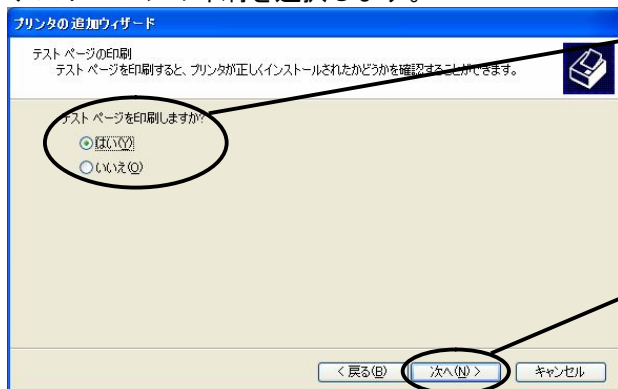 プリンタの追加ウィザード
テスト ページの印刷
テスト ページを印刷すると、プリンタが正しくインストールされたかどうかを確認することができます。
テスト ページを印刷しますか?
はい(Y)
いいえ(O)
< 戻る(B)
次へ(N) >
キャンセル